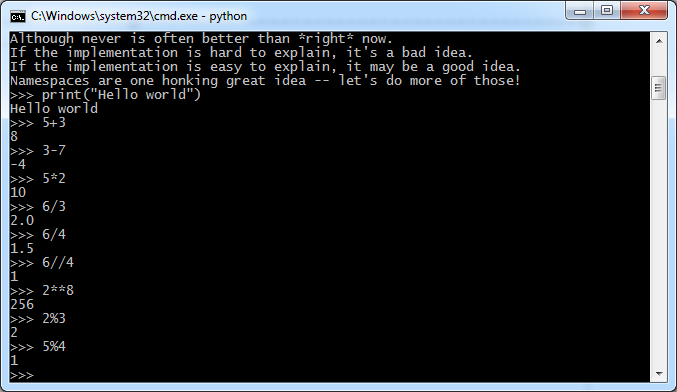 C:\Windows\system32\cmd.exe - python
Although never is often better than *right* now.
If the implementation is hard to explain, it's a bad idea.
If the implementation is easy to explain, it may be a good idea.
Namespaces are one honking great idea -- let's do more of those!
>>> print("Hello world")
Hello world
>>> 5+3
8
>>> 3-7
-4
>>> 5*2
10
>>> 6/3
2.0
>>> 6/4
1.5
>>> 6//4
1
>>> 2**8
256
>>> 2%3
2
>>> 5%4
1
>>>